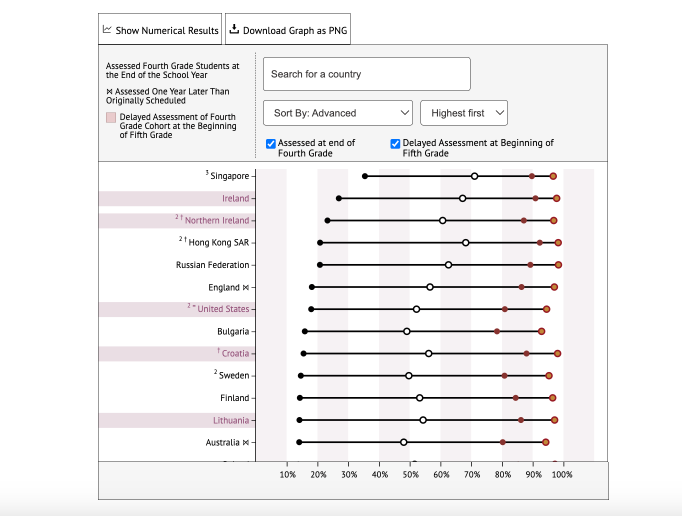 Show Numerical Results
Download Graph as PNG
Assessed Fourth Grade Students at
the End of the School Year
⋈ Assessed One Year Later Than
Originally Scheduled
Delayed Assessment of Fourth
Grade Cohort at the Beginning
of Fifth Grade
Search for a country
Sort By: Advanced
Highest first
Assessed at end of
Fourth Grade
Delayed Assessment at Beginning of
Fifth Grade
3 Singapore
Ireland
2 † Northern Ireland
2 † Hong Kong SAR
Russian Federation
England ⋈
2 = United States
Bulgaria
† Croatia
2 Sweden
Finland
Lithuania
Australia ⋈
10% 20% 30% 40% 50% 60% 70% 80% 90% 100%